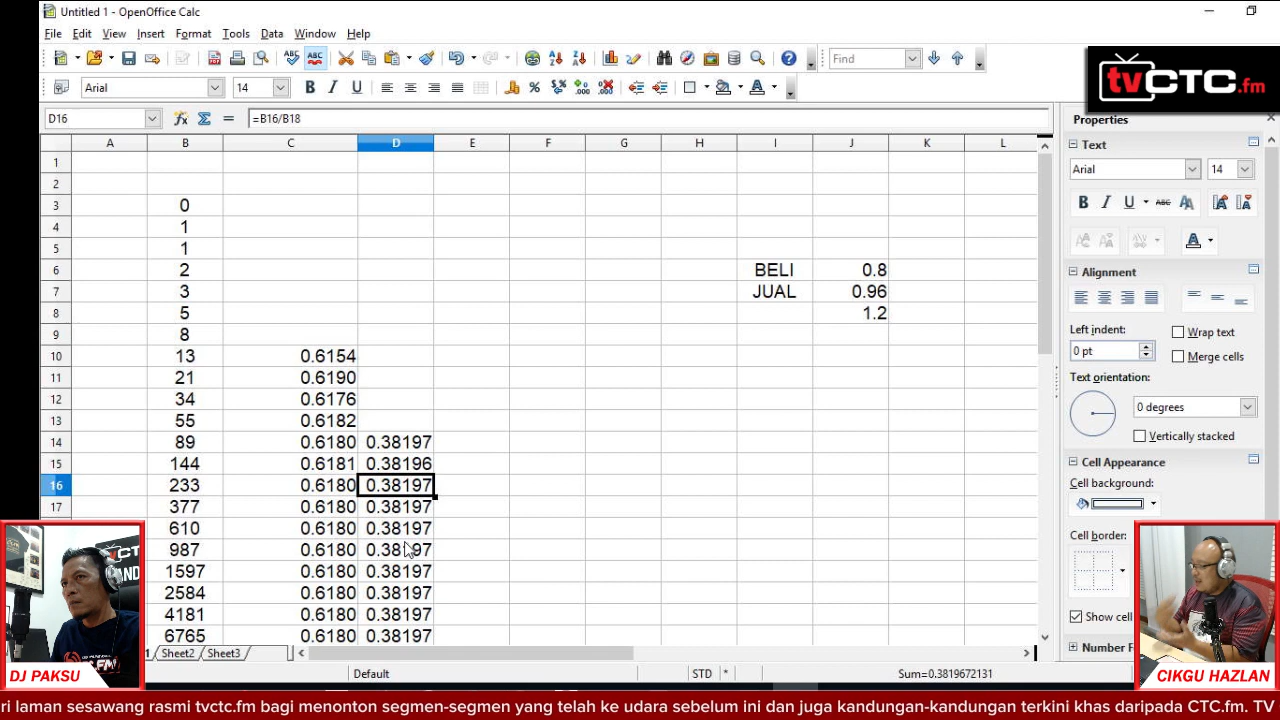 Untitled 1 - OpenOffice Calc
File Edit View Insert Format Tools Data Window Help
Find
tvCTC.fm
Arial 14
D16 =B16/B18
Properties
A B C D E F G H I J K L
Text
Arial 14
1
2
3 0
4 1
5 1
6 2 BELI 0.8
7 3 JUAL 0.96
8 5 1.2
9 8
10 13 0.6154
11 21 0.6190
12 34 0.6176
13 55 0.6182
14 89 0.6180 0.38197
15 144 0.6181 0.38196
16 233 0.6180 0.38197
17 377 0.6180 0.38197
610 0.6180 0.38197
987 0.6180 0.38197
1597 0.6180 0.38197
2584 0.6180 0.38197
4181 0.6180 0.38197
6765 0.6180 0.38197
Alignment
Left indent:
0 pt
Wrap text
Merge cells
Text orientation:
0 degrees
Vertically stacked
Cell Appearance
Cell background:
Cell border:
Show cell
Number F
1 Sheet2 Sheet3
Default STD * Sum=0.3819672131
DJ PAKSU
CIKGU HAZLAN
ri laman sesawang rasmi tvctc.fm bagi menonton segmen-segmen yang telah ke udara sebelum ini dan juga kandungan-kandungan terkini khas daripada CTC.fm. TV